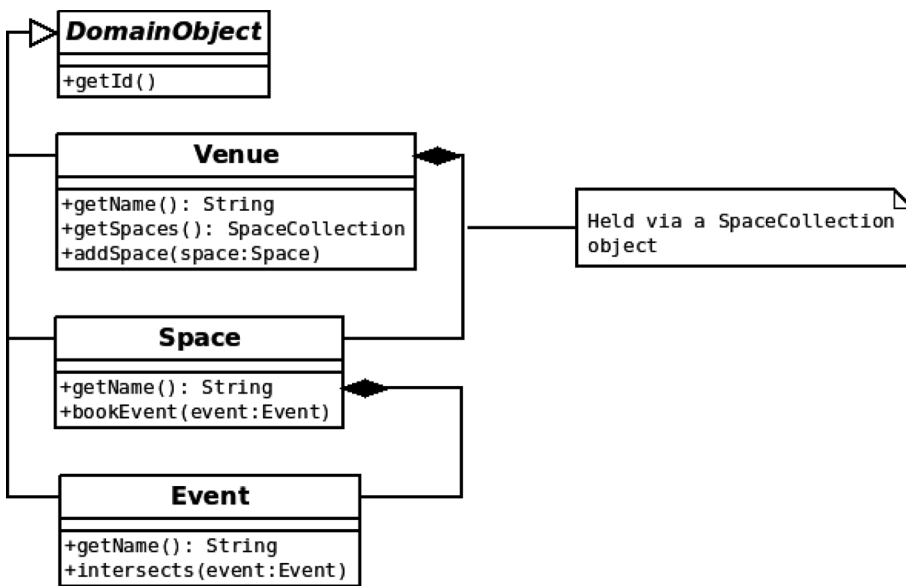 DomainObject
+getId()
Venue
+getName(): String
+getSpaces(): SpaceCollection
+addSpace(space:Space)
Held via a SpaceCollection
object
Space
+getName(): String
+bookEvent(event:Event)
Event
+getName(): String
+intersects(event:Event)